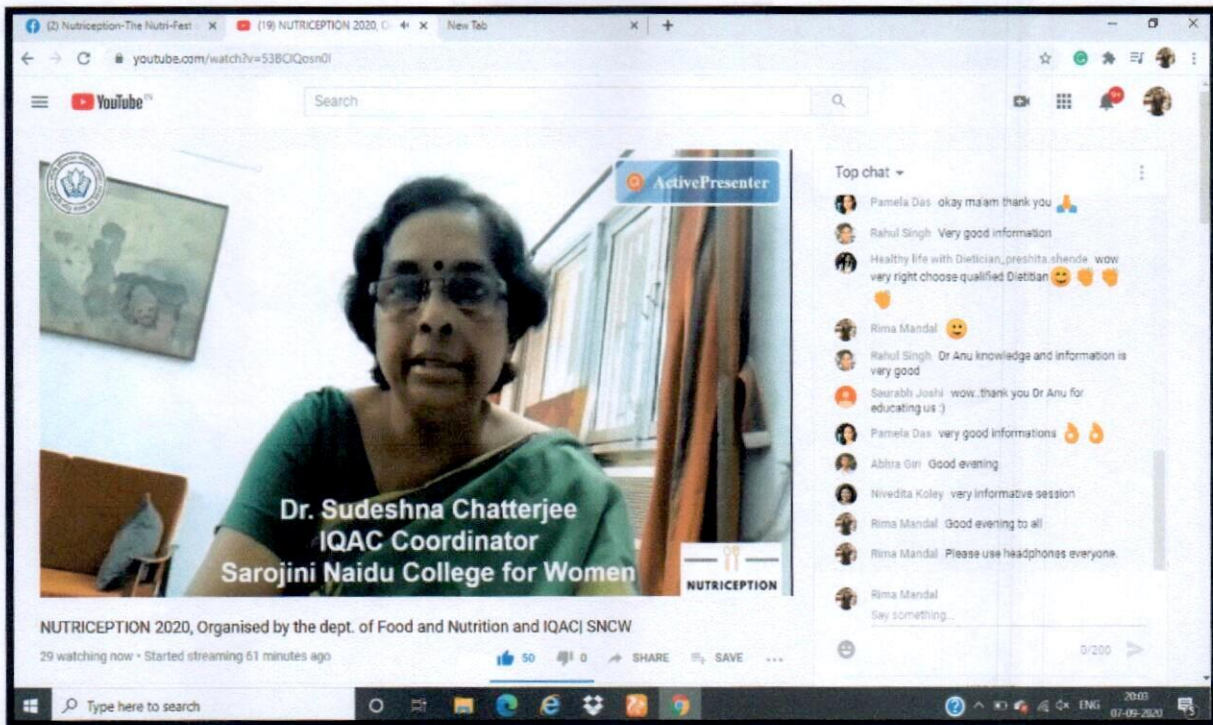 (2) Nutriception-The Nutri-Fest
(19) NUTRICEPTION 2020, O
New Tab
youtube.com/watch?v=53BClQosn0I
YouTube IN
Search
9+
ActivePresenter
Dr. Sudeshna Chatterjee
IQAC Coordinator
Sarojini Naidu College for Women
NUTRICEPTION
NUTRICEPTION 2020, Organised by the dept. of Food and Nutrition and IQAC| SNCW
29 watching now • Started streaming 61 minutes ago
50
0
SHARE
SAVE
Top chat
Pamela Das okay ma'am thank you 🙏
Rahul Singh Very good information
Healthy life with Dietician_preshita.shende wow
very right choose qualified Dietitian 😊 👏 👏
👏
Rima Mandal 🙂
Rahul Singh Dr Anu knowledge and information is
very good
Saurabh Joshi wow..thank you Dr Anu for
educating us :)
Pamela Das very good informations 👌 👌
Abhra Giri Good evening
Nivedita Koley very informative session
Rima Mandal Good evening to all
Rima Mandal Please use headphones everyone.
Rima Mandal
Say something...
0/200
Type here to search
ENG
20:03
07-09-2020